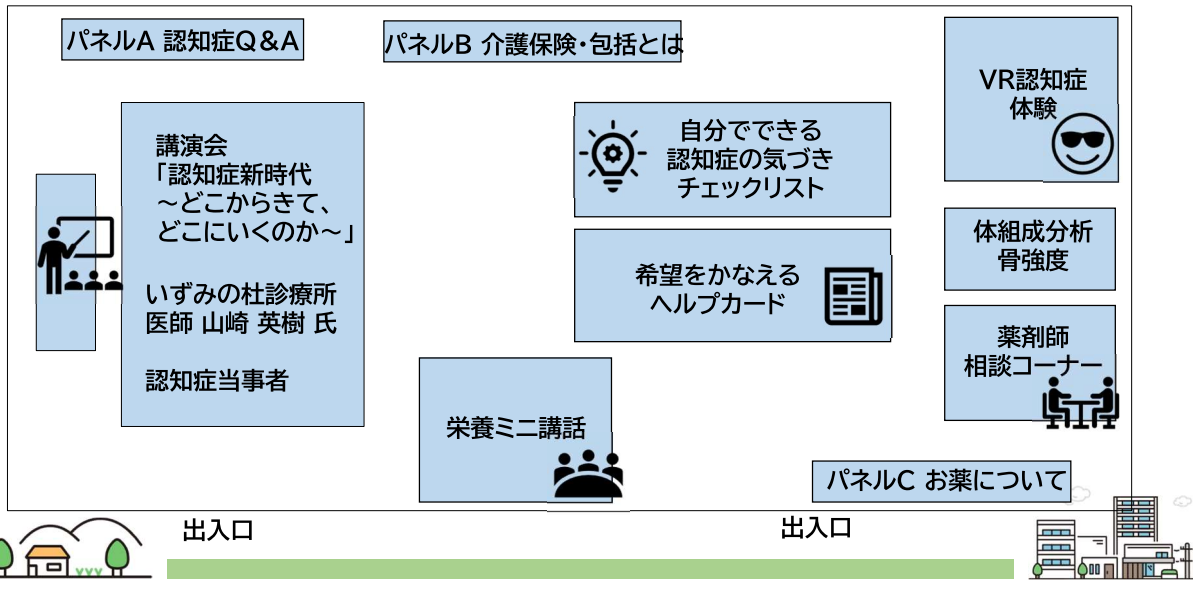 パネルA 認知症Q&A
パネルB 介護保険・包括とは
講演会
「認知症新時代
～どこからきて、
どこにいくのか～」
いずみの杜診療所
医師 山崎 英樹 氏
認知症当事者
自分でできる
認知症の気づき
チェックリスト
希望をかなえる
ヘルプカード
栄養ミニ講話
VR認知症
体験
体組成分析
骨強度
薬剤師
相談コーナー
パネルC お薬について
出入口
出入口